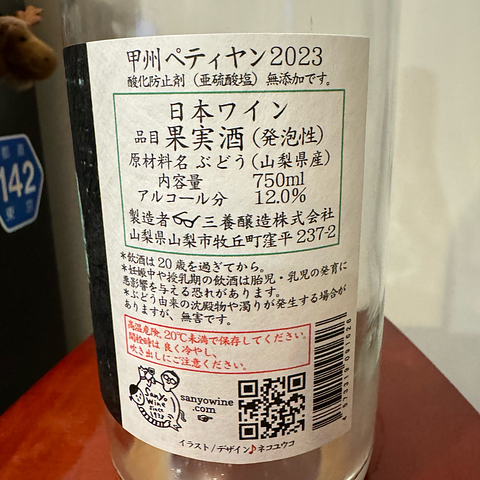 甲州ペティヤン2023
酸化防止剤（亜硫酸塩）無添加です。
日本ワイン
品目 果実酒（発泡性）
原材料名 ぶどう（山梨県産）
内容量 750ml
アルコール分 12.0%
製造者 三養醸造株式会社
山梨県山梨市牧丘町窪平237-2
*飲酒は20歳を過ぎてから。
*妊娠中や授乳期の飲酒は胎児・乳児の発育に
悪影響を与える恐れがあります。
*ぶどう由来の沈殿物や濁りが発生する場合が
ありますが、無害です。
高温危険。20℃未満で保存してください。
開栓時は良く冷やし、
吹き出しにご注意ください。
SANYO
Wine
since
1933
sanyowine
.com
イラスト/デザイン♪ネコユウコ
都道
142
東京